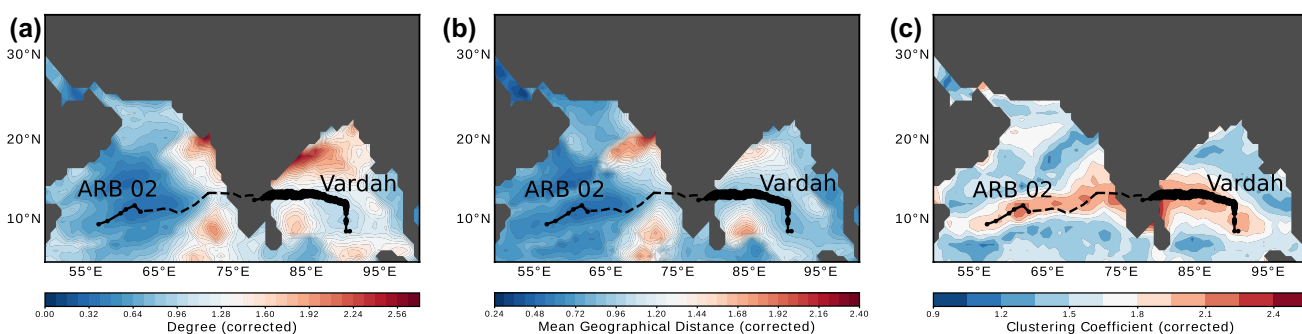 (a)
30°N
20°N
10°N
ARB 02
Vardah
55°E 65°E 75°E 85°E 95°E
0.00 0.32 0.64 0.96 1.28 1.60 1.92 2.24 2.56
Degree (corrected)
(b)
30°N
20°N
10°N
ARB 02
Vardah
55°E 65°E 75°E 85°E 95°E
0.24 0.48 0.72 0.96 1.20 1.44 1.68 1.92 2.16 2.40
Mean Geographical Distance (corrected)
(c)
30°N
20°N
10°N
ARB 02
Vardah
55°E 65°E 75°E 85°E 95°E
0.9 1.2 1.5 1.8 2.1 2.4
Clustering Coefficient (corrected)